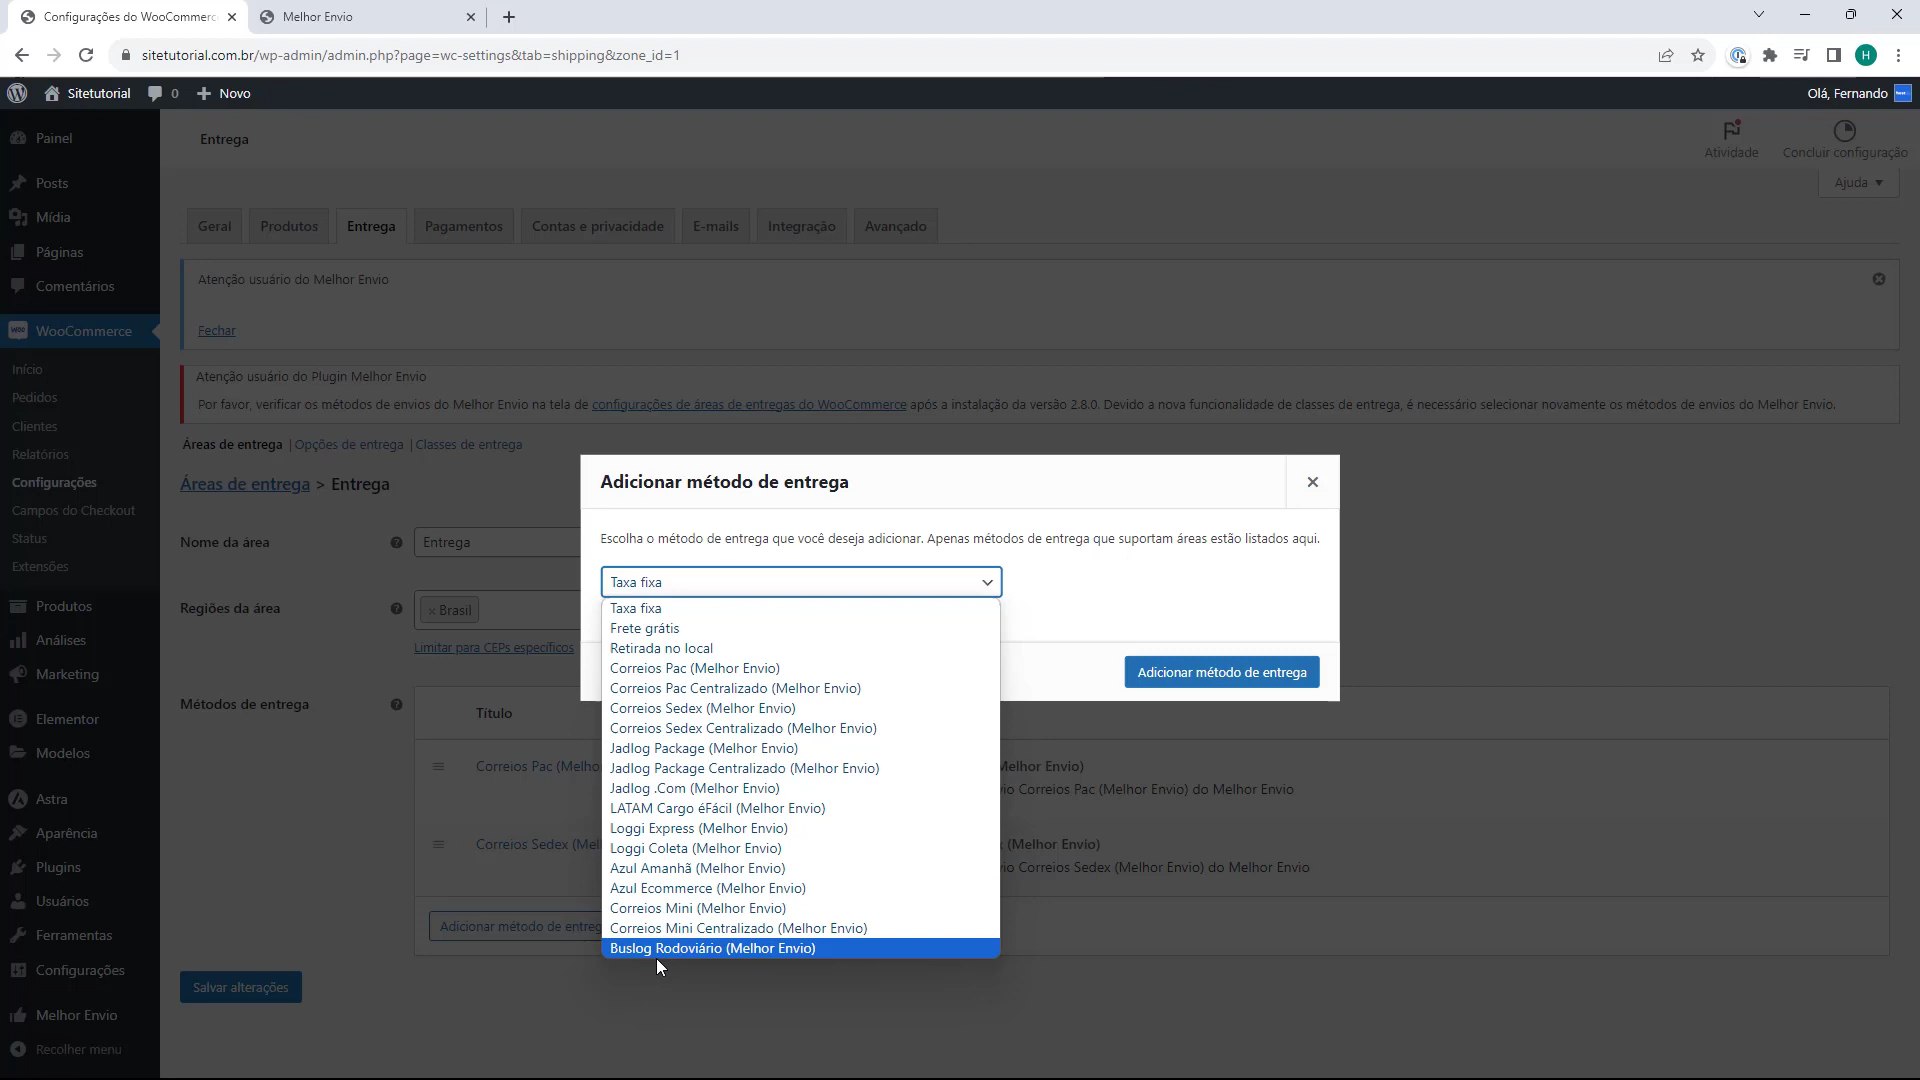 Configurações do WooCommerc
Melhor Envio
sitetutorial.com.br/wp-admin/admin.php?page=wc-settings&tab=shipping&zone_id=1
H
Sitetutorial
0
Novo
Olá, Fernando
Painel
Posts
Mídia
Páginas
Comentários
WooCommerce
Início
Pedidos
Clientes
Relatórios
Configurações
Campos do Checkout
Status
Extensões
Produtos
Análises
Marketing
Elementor
Modelos
Astra
Aparência
Plugins
Usuários
Ferramentas
Configurações
Melhor Envio
Recolher menu
Entrega
Atividade
Concluir configuração
Ajuda
Geral
Produtos
Entrega
Pagamentos
Contas e privacidade
E-mails
Integração
Avançado
Atenção usuário do Melhor Envio
Fechar
Atenção usuário do Plugin Melhor Envio
Por favor, verificar os métodos de envios do Melhor Envio na tela de configurações de áreas de entregas do WooCommerce após a instalação da versão 2.8.0. Devido a nova funcionalidade de classes de entrega, é necessário selecionar novamente os métodos de envios do Melhor Envio.
Áreas de entrega | Opções de entrega | Classes de entrega
Áreas de entrega > Entrega
Nome da área
Entrega
Regiões da área
× Brasil
Limitar para CEPs específicos
Métodos de entrega
Título
Correios Pac (Melho
Melhor Envio)
io Correios Pac (Melhor Envio) do Melhor Envio
Correios Sedex (Mel
x (Melhor Envio)
io Correios Sedex (Melhor Envio) do Melhor Envio
Adicionar método de entreg
Salvar alterações
Adicionar método de entrega
Escolha o método de entrega que você deseja adicionar. Apenas métodos de entrega que suportam áreas estão listados aqui.
Taxa fixa
Taxa fixa
Frete grátis
Retirada no local
Correios Pac (Melhor Envio)
Correios Pac Centralizado (Melhor Envio)
Correios Sedex (Melhor Envio)
Correios Sedex Centralizado (Melhor Envio)
Jadlog Package (Melhor Envio)
Jadlog Package Centralizado (Melhor Envio)
Jadlog .Com (Melhor Envio)
LATAM Cargo éFácil (Melhor Envio)
Loggi Express (Melhor Envio)
Loggi Coleta (Melhor Envio)
Azul Amanhã (Melhor Envio)
Azul Ecommerce (Melhor Envio)
Correios Mini (Melhor Envio)
Correios Mini Centralizado (Melhor Envio)
Buslog Rodoviário (Melhor Envio)
Adicionar método de entrega